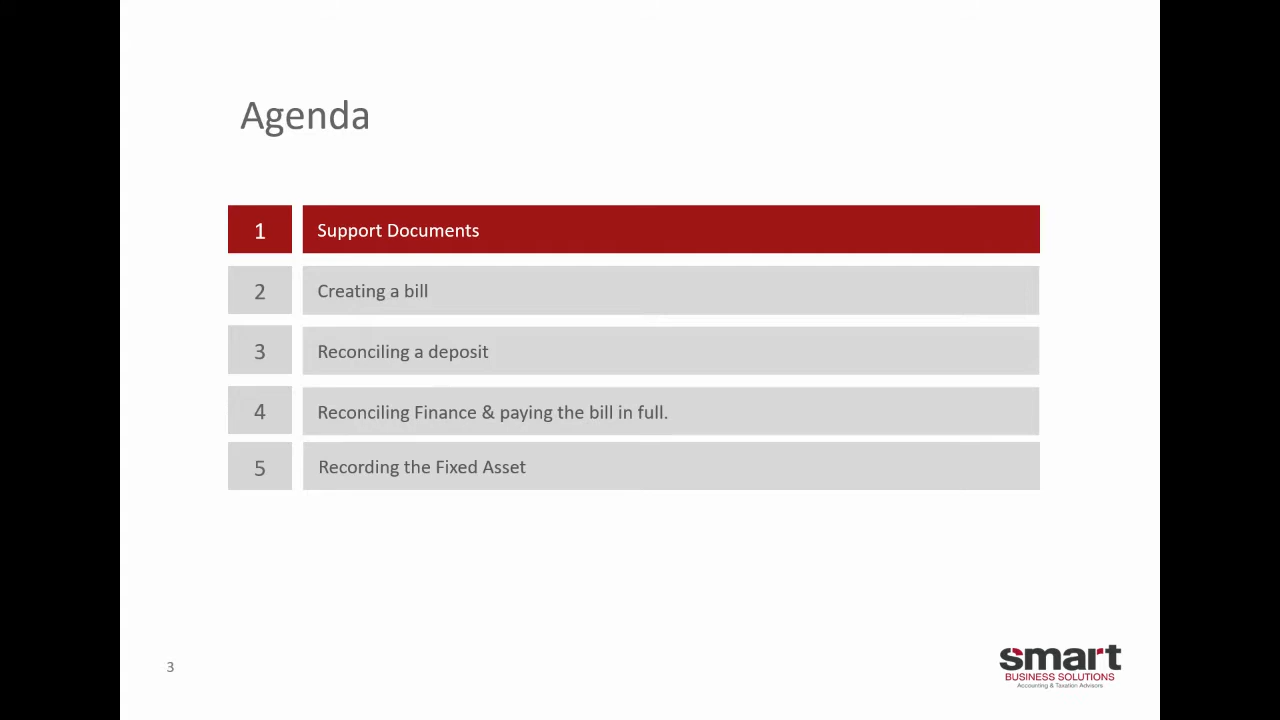 Agenda
1 Support Documents
2 Creating a bill
3 Reconciling a deposit
4 Reconciling Finance & paying the bill in full.
5 Recording the Fixed Asset
3
smart
BUSINESS SOLUTIONS
Accounting & Taxation Advisors